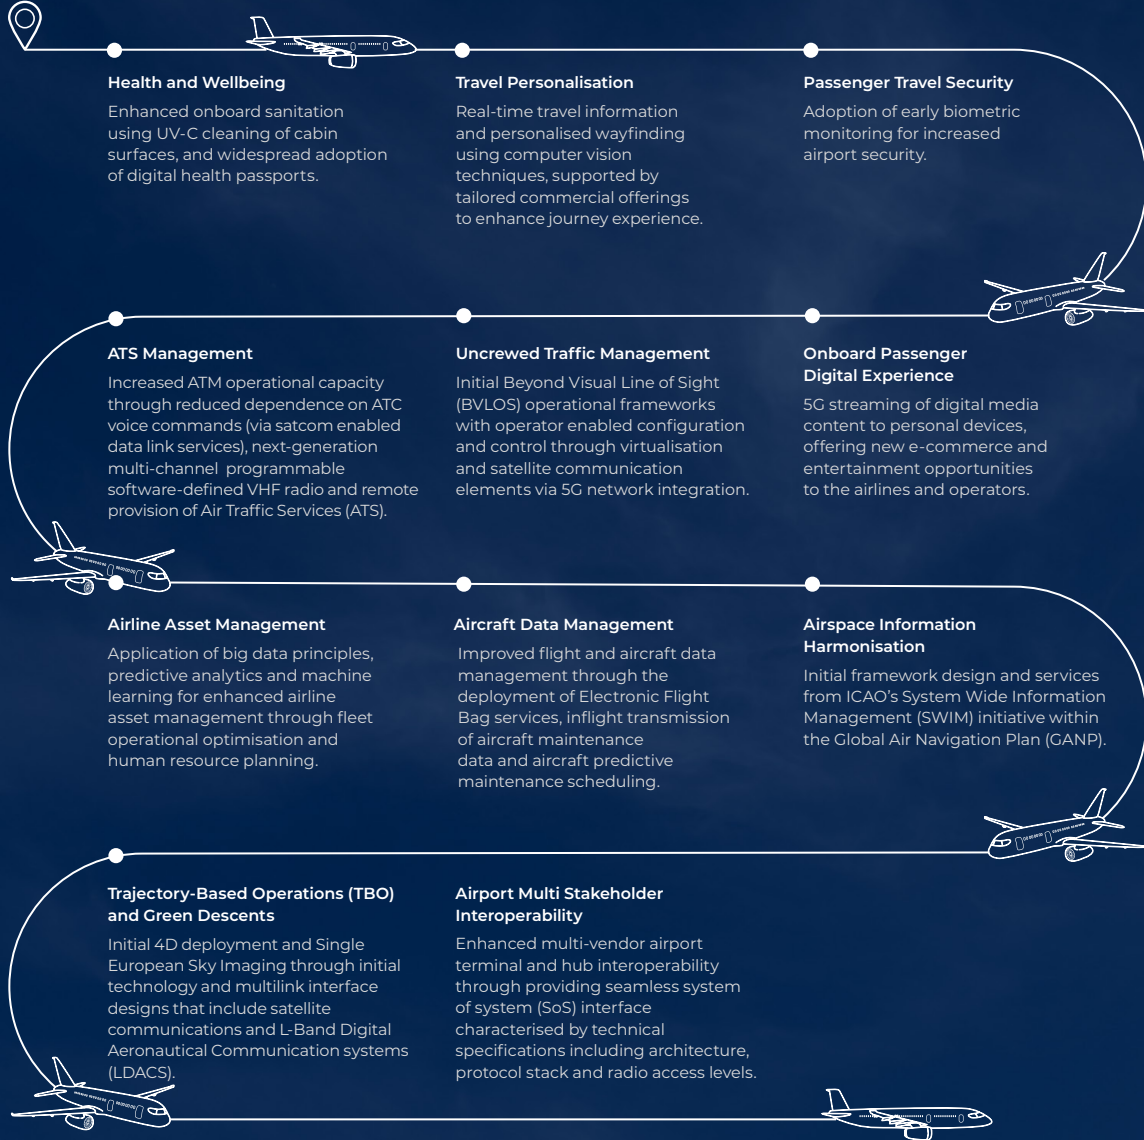 Health and Wellbeing
Enhanced onboard sanitation
using UV-C cleaning of cabin
surfaces, and widespread adoption
of digital health passports.
Travel Personalisation
Real-time travel information
and personalised wayfinding
using computer vision
techniques, supported by
tailored commercial offerings
to enhance journey experience.
Passenger Travel Security
Adoption of early biometric
monitoring for increased
airport security.
ATS Management
Increased ATM operational capacity
through reduced dependence on ATC
voice commands (via satcom enabled
data link services), next-generation
multi-channel programmable
software-defined VHF radio and remote
provision of Air Traffic Services (ATS).
Uncrewed Traffic Management
Initial Beyond Visual Line of Sight
(BVLOS) operational frameworks
with operator enabled configuration
and control through virtualisation
and satellite communication
elements via 5G network integration.
Onboard Passenger
Digital Experience
5G streaming of digital media
content to personal devices,
offering new e-commerce and
entertainment opportunities
to the airlines and operators.
Airline Asset Management
Application of big data principles,
predictive analytics and machine
learning for enhanced airline
asset management through fleet
operational optimisation and
human resource planning.
Aircraft Data Management
Improved flight and aircraft data
management through the
deployment of Electronic Flight
Bag services, inflight transmission
of aircraft maintenance
data and aircraft predictive
maintenance scheduling.
Airspace Information
Harmonisation
Initial framework design and services
from ICAO's System Wide Information
Management (SWIM) initiative within
the Global Air Navigation Plan (GANP).
Trajectory-Based Operations (TBO)
and Green Descents
Initial 4D deployment and Single
European Sky Imaging through initial
technology and multilink interface
designs that include satellite
communications and L-Band Digital
Aeronautical Communication systems
(LDACS).
Airport Multi Stakeholder
Interoperability
Enhanced multi-vendor airport
terminal and hub interoperability
through providing seamless system
of system (SoS) interface
characterised by technical
specifications including architecture,
protocol stack and radio access levels.